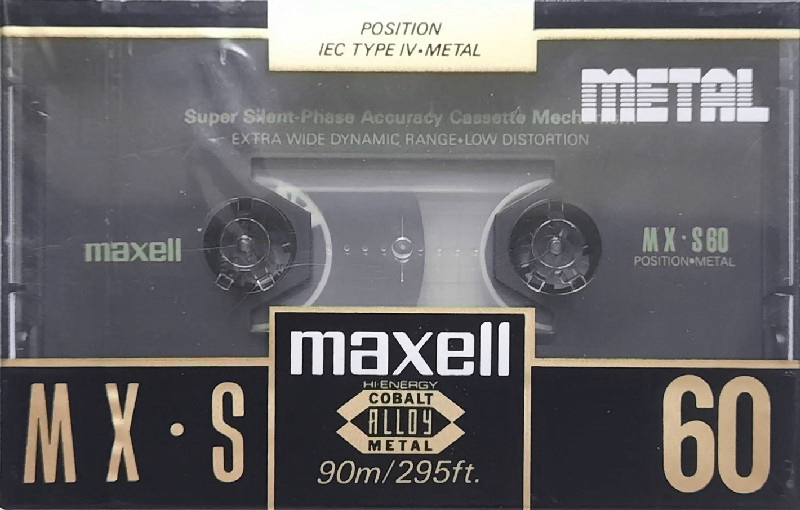 POSITION
IEC TYPE IV•METAL
METAL
Super Silent-Phase Accuracy Cassette Mechanism
EXTRA WIDE DYNAMIC RANGE•LOW DISTORTION
maxell
MX·S60
POSITION•METAL
maxell
HI-ENERGY
COBALT
ALLOY
METAL
90m/295ft.
MX·S
60